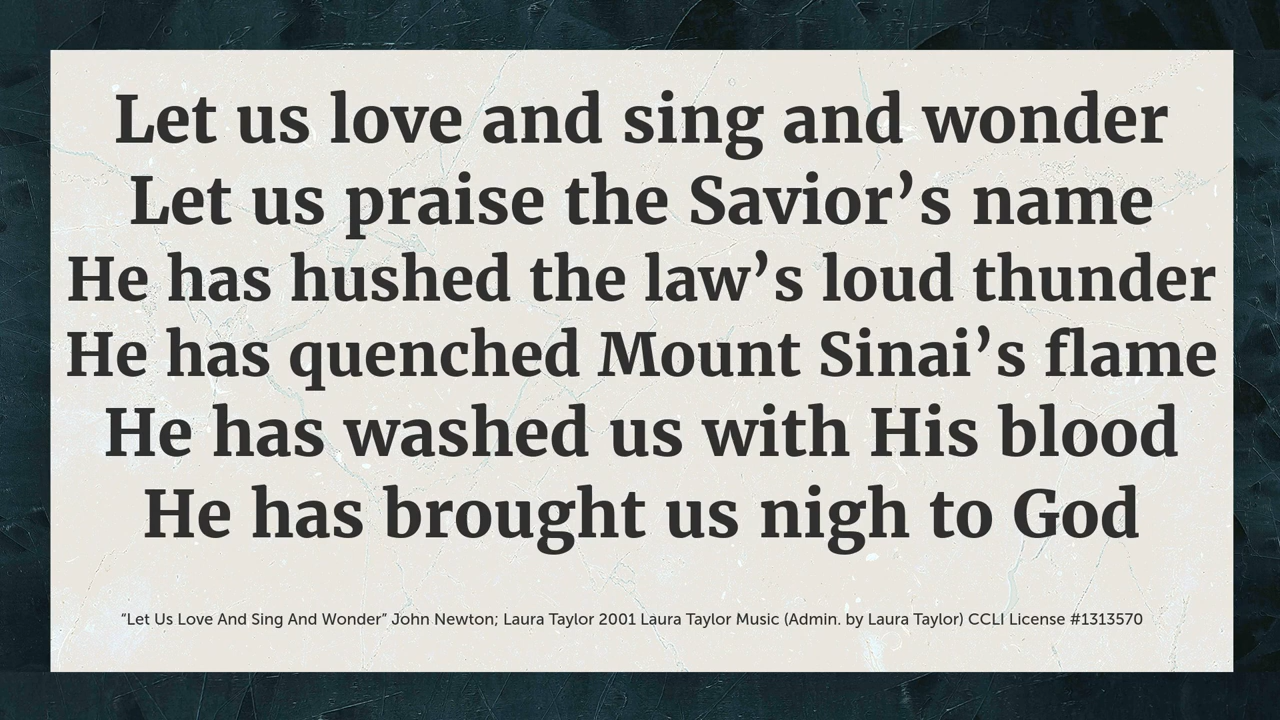 Let us love and sing and wonder
Let us praise the Savior’s name
He has hushed the law’s loud thunder
He has quenched Mount Sinai’s flame
He has washed us with His blood
He has brought us nigh to God
“Let Us Love And Sing And Wonder” John Newton; Laura Taylor 2001 Laura Taylor Music (Admin. by Laura Taylor) CCLI License #1313570